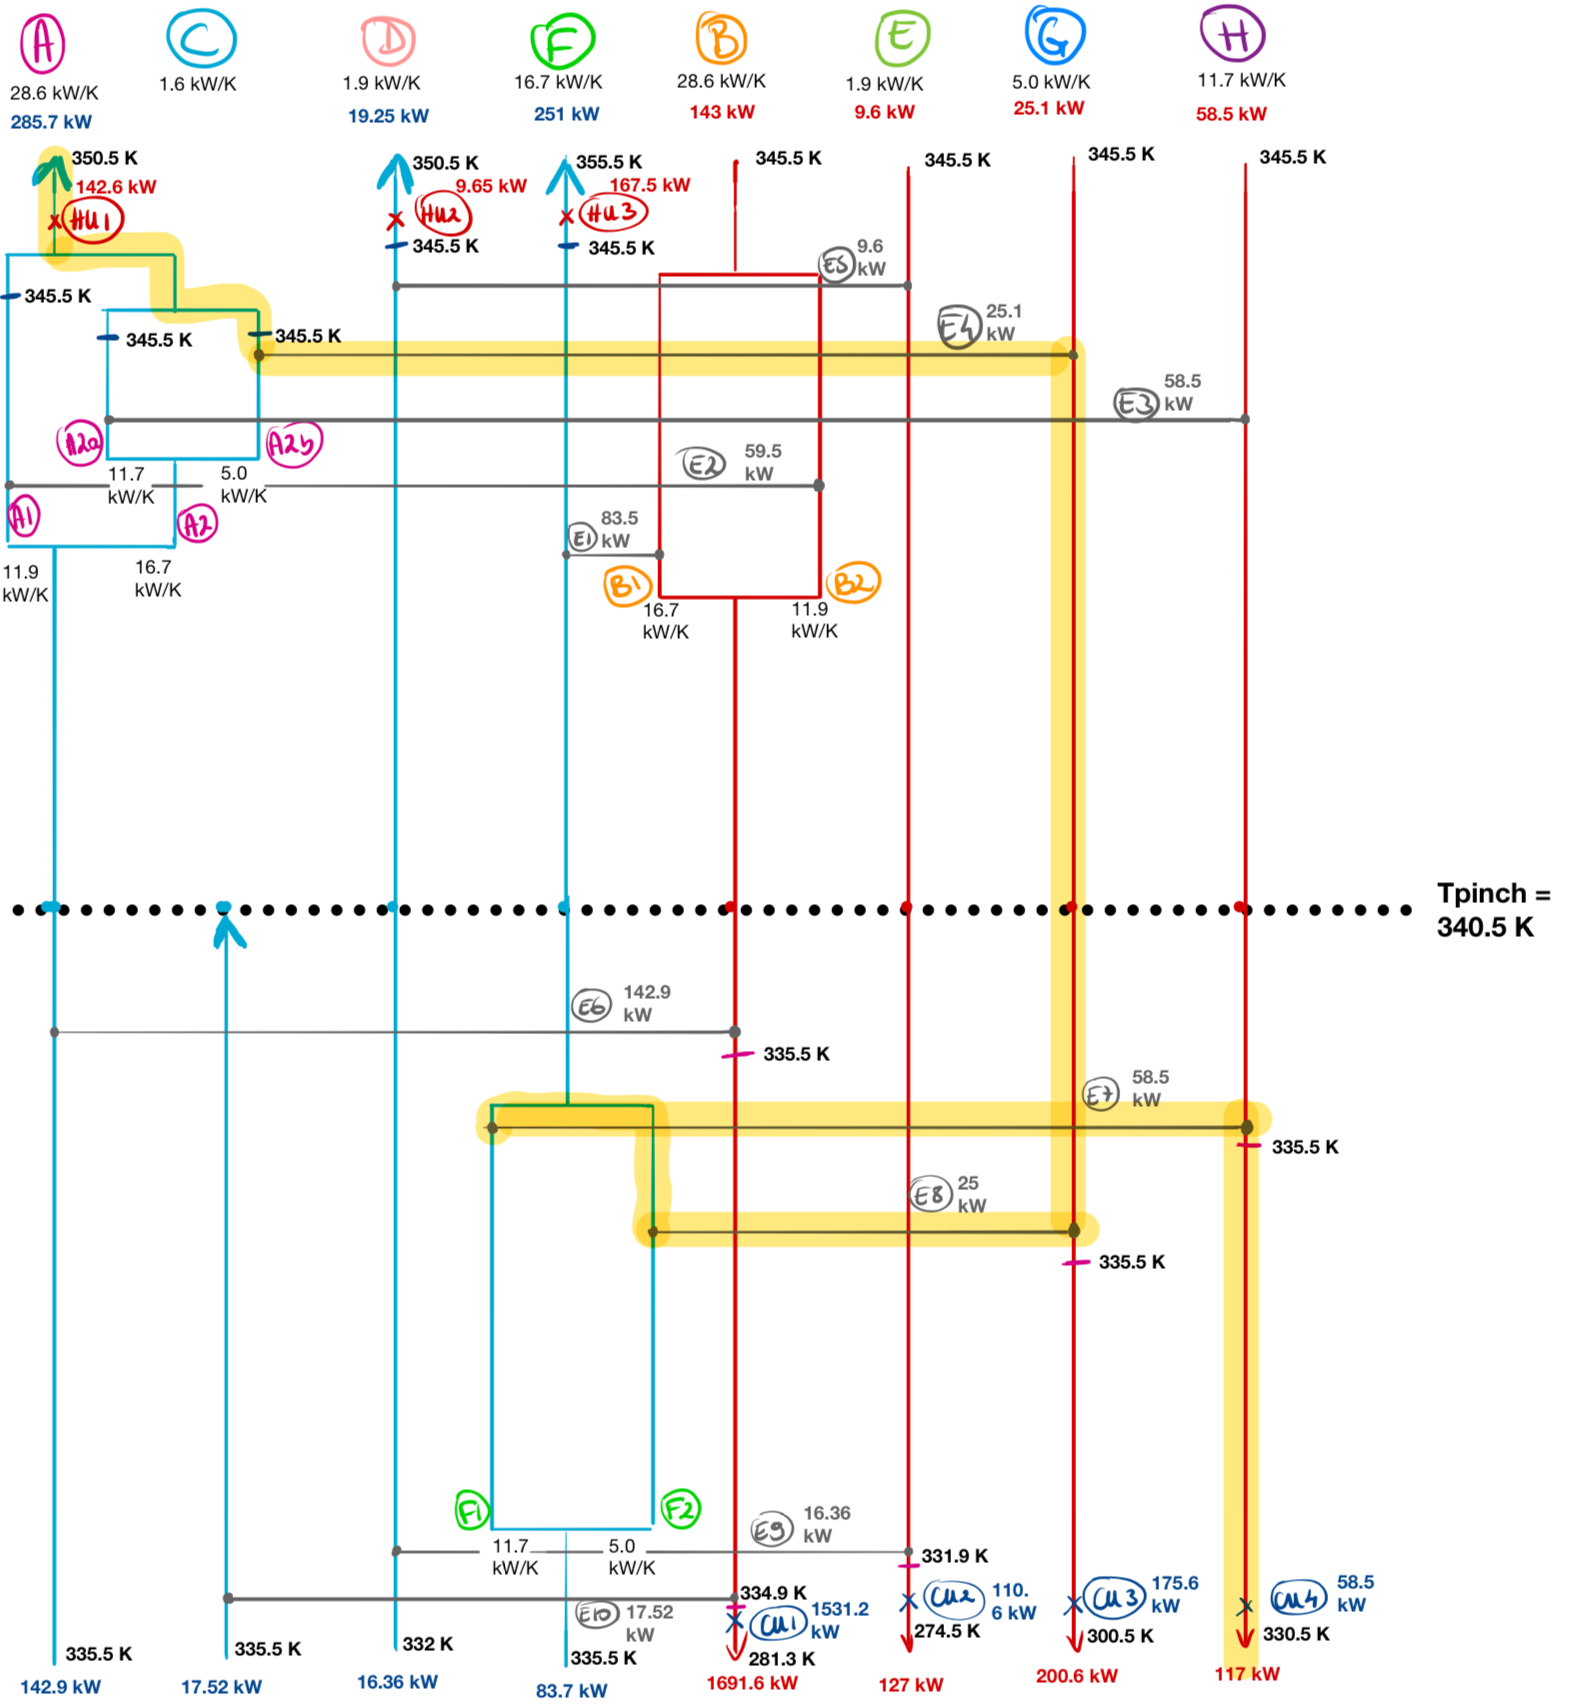 A C D F B E G H
28.6 kW/K 1.6 kW/K 1.9 kW/K 16.7 kW/K 28.6 kW/K 1.9 kW/K 5.0 kW/K 11.7 kW/K
285.7 kW 19.25 kW 251 kW 143 kW 9.6 kW 25.1 kW 58.5 kW
350.5 K 350.5 K 355.5 K 345.5 K 345.5 K 345.5 K 345.5 K
142.6 kW 9.65 kW 167.5 kW
HU1 HU2 HU3
345.5 K 345.5 K
E5 9.6
kW
345.5 K
E4 25.1
kW
345.5 K 345.5 K
E3 58.5
kW
A2a A2b
E2 59.5
kW
11.7
kW/K
5.0
kW/K
A1 A2
E1 83.5
kW
11.9
kW/K
16.7
kW/K
B1 B2
16.7
kW/K
11.9
kW/K
Tpinch =
340.5 K
E6 142.9
kW
335.5 K
E7 58.5
kW
335.5 K
E8 25
kW
335.5 K
F1 F2
E9 16.36
kW
11.7
kW/K
5.0
kW/K
331.9 K
334.9 K
E10 17.52
kW
CU1 1531.2
kW
CU2 110.
6 kW
CU3 175.6
kW
CU4 58.5
kW
335.5 K 335.5 K 332 K 335.5 K 281.3 K 274.5 K 300.5 K 330.5 K
142.9 kW 17.52 kW 16.36 kW 83.7 kW 1691.6 kW 127 kW 200.6 kW 117 kW